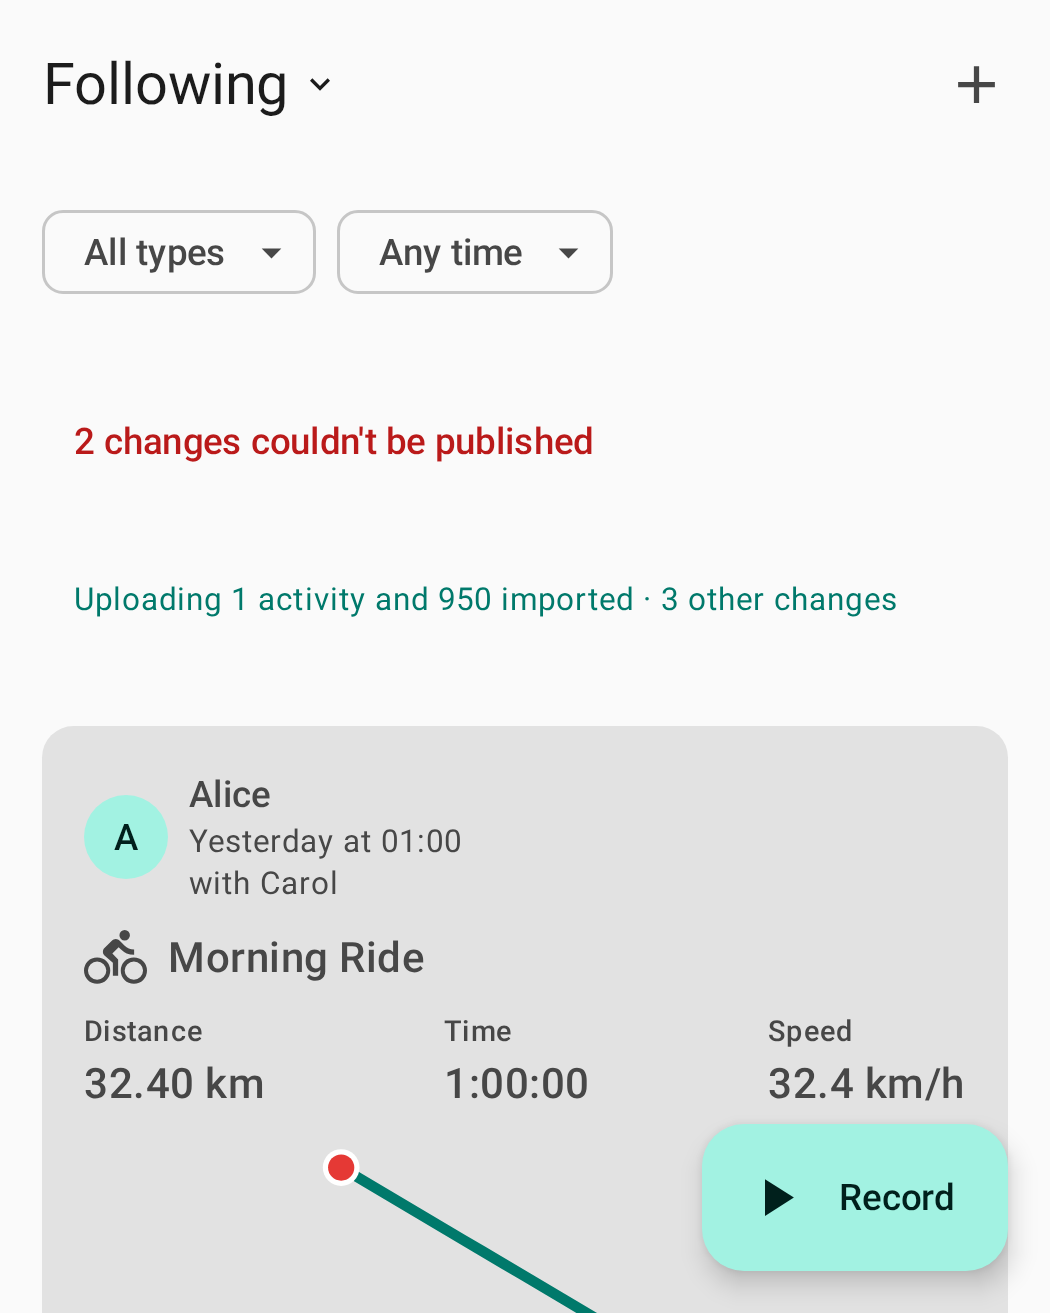 Following
All types
Any time
2 changes couldn't be published
Uploading 1 activity and 950 imported · 3 other changes
A
Alice
Yesterday at 01:00
with Carol
Morning Ride
Distance
Time
Speed
32.40 km
1:00:00
32.4 km/h
Record